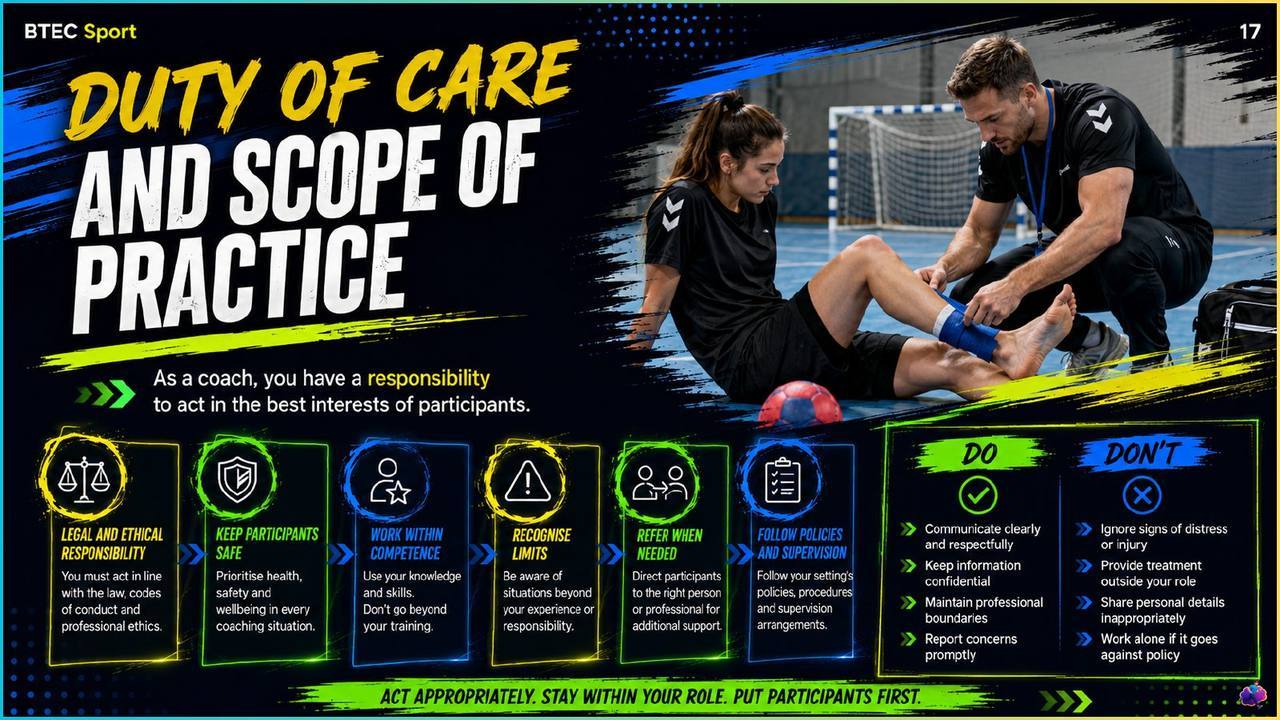 BTEC Sport
17
DUTY OF CARE
AND SCOPE OF
PRACTICE
As a coach, you have a responsibility
to act in the best interests of participants.
LEGAL AND ETHICAL
RESPONSIBILITY
You must act in line
with the law, codes
of conduct and
professional ethics.
KEEP PARTICIPANTS
SAFE
Prioritise health,
safety and
wellbeing in every
coaching situation.
WORK WITHIN
COMPETENCE
Use your knowledge
and skills.
Don't go beyond
your training.
RECOGNISE
LIMITS
Be aware of
situations beyond
your experience or
responsibility.
REFER WHEN
NEEDED
Direct participants
to the right person
or professional for
additional support.
FOLLOW POLICIES
AND SUPERVISION
Follow your setting's
policies, procedures
and supervision
arrangements.
DO
Communicate clearly
and respectfully
Keep information
confidential
Maintain professional
boundaries
Report concerns
promptly
DON'T
Ignore signs of distress
or injury
Provide treatment
outside your role
Share personal details
inappropriately
Work alone if it goes
against policy
ACT APPROPRIATELY. STAY WITHIN YOUR ROLE. PUT PARTICIPANTS FIRST.